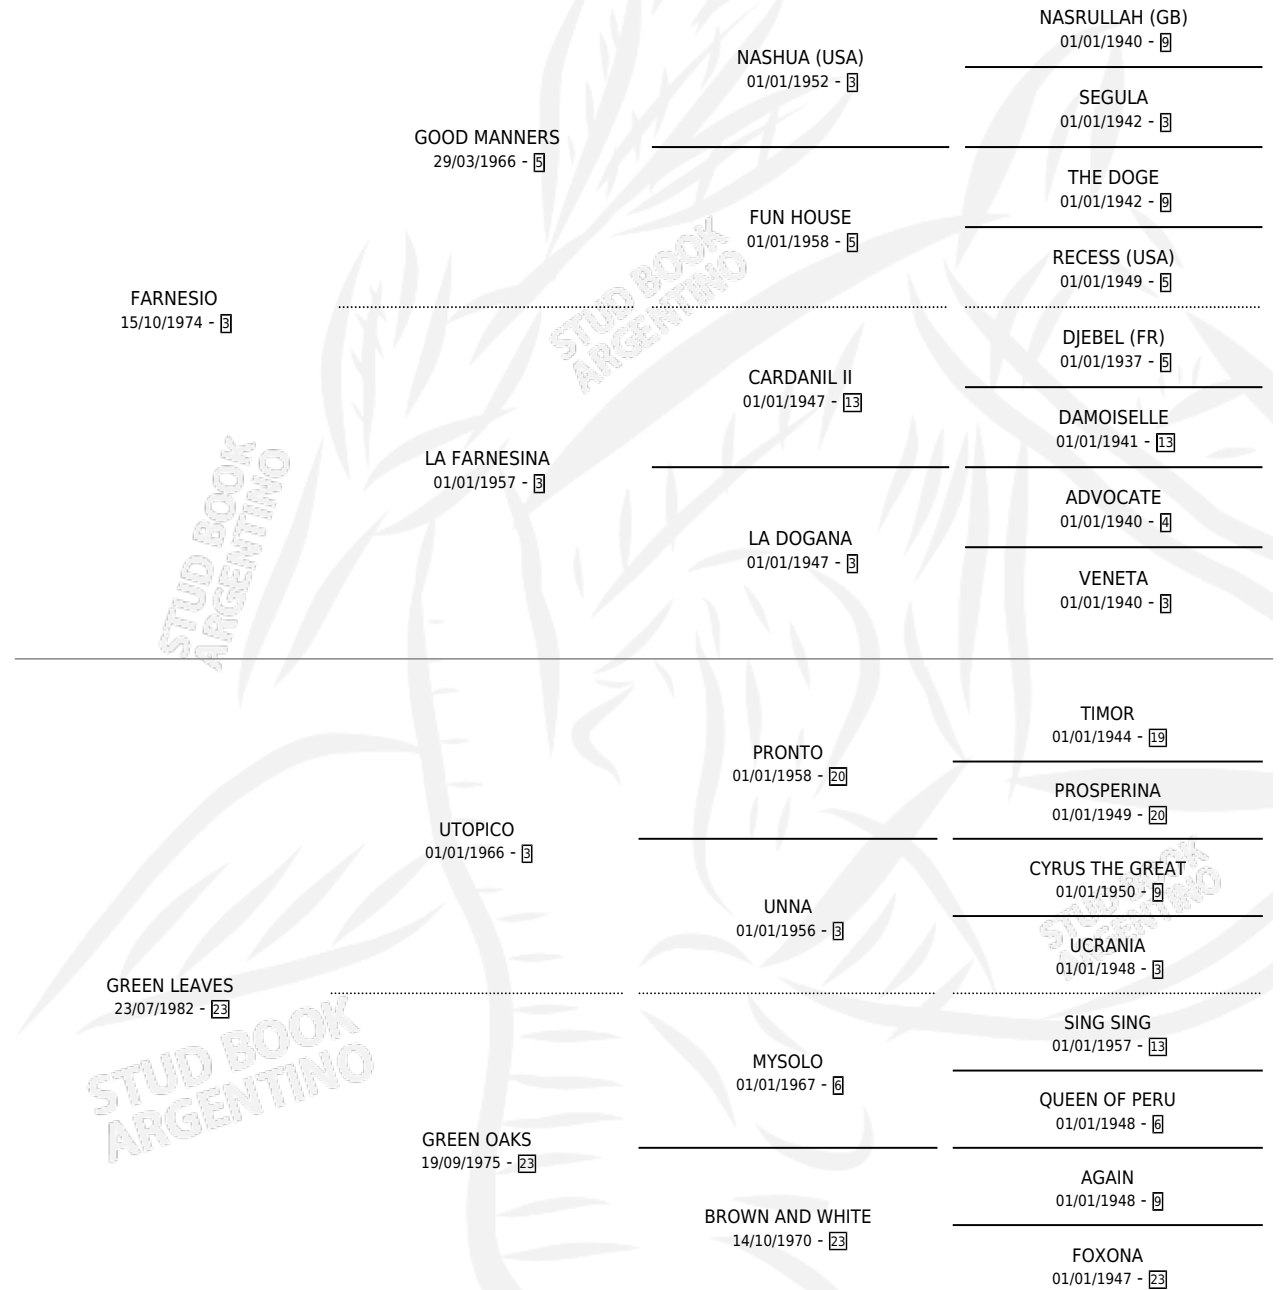 NASRULLAH (GB)
01/01/1940 - 9
NASHUA (USA)
01/01/1952 - 3
SEGULA
01/01/1942 - 3
GOOD MANNERS
29/03/1966 - 5
THE DOGE
01/01/1942 - 9
FUN HOUSE
01/01/1958 - 5
RECESS (USA)
01/01/1949 - 5
FARNESIO
15/10/1974 - 3
DJEBEL (FR)
01/01/1937 - 5
CARDANIL II
01/01/1947 - 13
DAMOISELLE
01/01/1941 - 13
LA FARNESINA
01/01/1957 - 3
ADVOCATE
01/01/1940 - 4
LA DOGANA
01/01/1947 - 3
VENETA
01/01/1940 - 3
TIMOR
01/01/1944 - 19
PRONTO
01/01/1958 - 20
PROSPERINA
01/01/1949 - 20
UTOPICO
01/01/1966 - 3
CYRUS THE GREAT
01/01/1950 - 9
UNNA
01/01/1956 - 3
UCRANIA
01/01/1948 - 3
GREEN LEAVES
23/07/1982 - 23
SING SING
01/01/1957 - 13
MYSOLO
01/01/1967 - 6
QUEEN OF PERU
01/01/1948 - 6
GREEN OAKS
19/09/1975 - 23
AGAIN
01/01/1948 - 9
BROWN AND WHITE
14/10/1970 - 23
FOXONA
01/01/1947 - 23
STUD BOOK
ARGENTINO
STUD BOOK
ARGENTINO
STUD BOOK
ARGENTINO
STUD BOOK
ARGENTINO